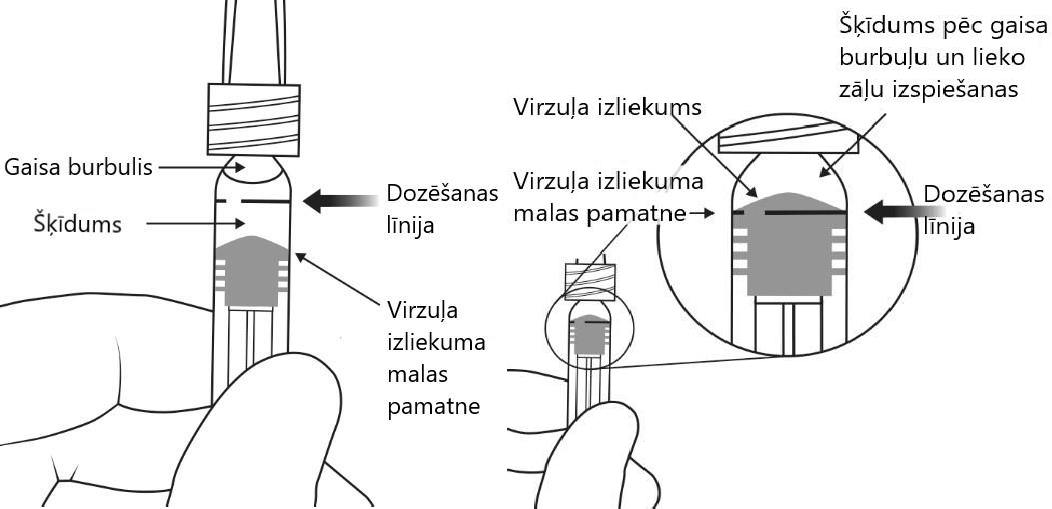 Gaisa burbulis
Šķīdums
Dozēšanas
līnija
Virzuļa
izliekuma
malas
pamatne
Šķīdums pēc gaisa
burbuļu un lieko
zāļu izspiešanas
Virzuļa izliekums
Virzuļa izliekuma
malas pamatne
Dozēšanas
līnija